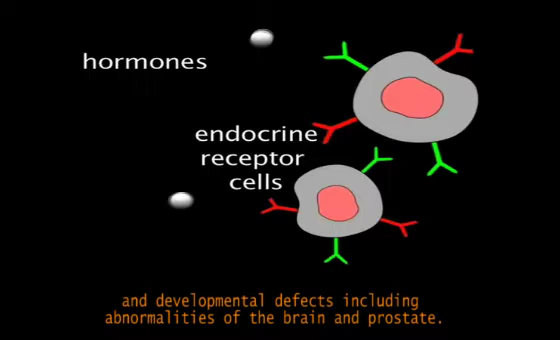 hormones
endocrine
receptor
cells
and developmental defects including
abnormalities of the brain and prostate.